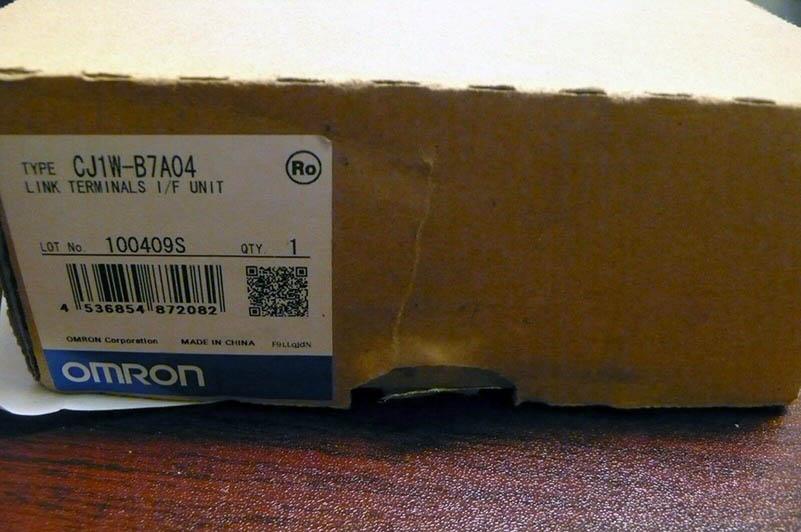 TYPE CJ1W-B7A04
Ro
LINK TERMINALS I/F UNIT
LOT No. 100409S QTY 1
4 536854 872082
OMRON Corporation MADE IN CHINA
OMRON